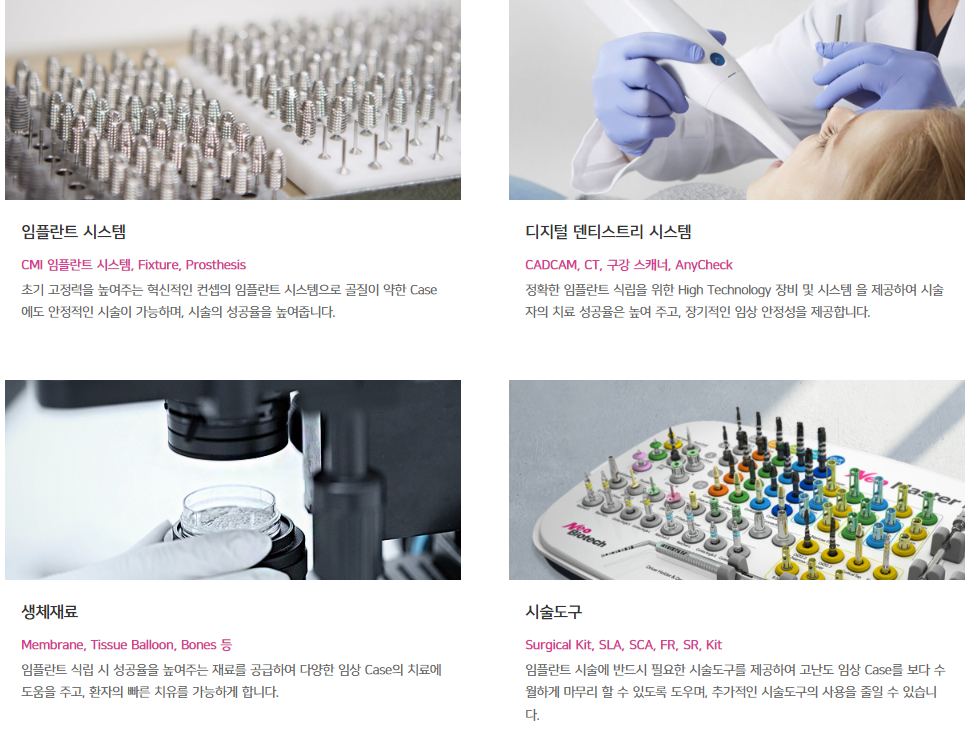 임플란트 시스템
CMI 임플란트 시스템, Fixture, Prosthesis
초기 고정력을 높여주는 혁신적인 컨셉의 임플란트 시스템으로 골질이 약한 Case
에도 안정적인 시술이 가능하며, 시술의 성공율을 높여줍니다.
디지털 덴티스트리 시스템
CADCAM, CT, 구강 스캐너, AnyCheck
정확한 임플란트 식립을 위한 High Technology 장비 및 시스템 을 제공하여 시술
자의 치료 성공율은 높여 주고, 장기적인 임상 안정성을 제공합니다.
Neo Master
Neo
Biotech
생체재료
Membrane, Tissue Balloon, Bones 등
임플란트 식립 시 성공율을 높여주는 재료를 공급하여 다양한 임상 Case의 치료에
도움을 주고, 환자의 빠른 치유를 가능하게 합니다.
시술도구
Surgical Kit, SLA, SCA, FR, SR, Kit
임플란트 시술에 반드시 필요한 시술도구를 제공하여 고난도 임상 Case를 보다 수
월하게 마무리 할 수 있도록 도우며, 추가적인 시술도구의 사용을 줄일 수 있습니
다.